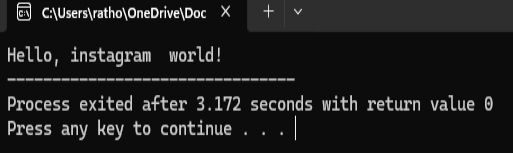 C:\Users\ratho\OneDrive\Doc
Hello, instagram  world!
--------------------------------
Process exited after 3.172 seconds with return value 0
Press any key to continue . . .